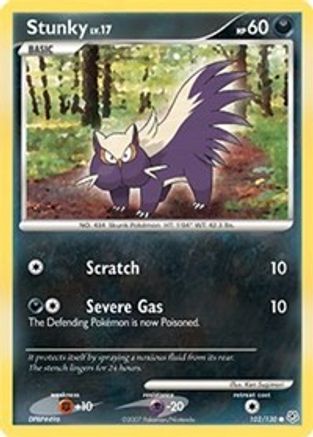 Stunky LV.17 HP 60
BASIC
NO. 434 Skunk Pokémon HT: 1'04" WT: 42.3 lbs.
Scratch 10
Severe Gas 10
The Defending Pokémon is now Poisoned.
It protects itself by spraying a noxious fluid from its rear.
The stench lingers for 24 hours.
Illus. Ken Sugimori
weakness resistance retreat cost
+10 -20
©2007 Pokémon/Nintendo 102/130